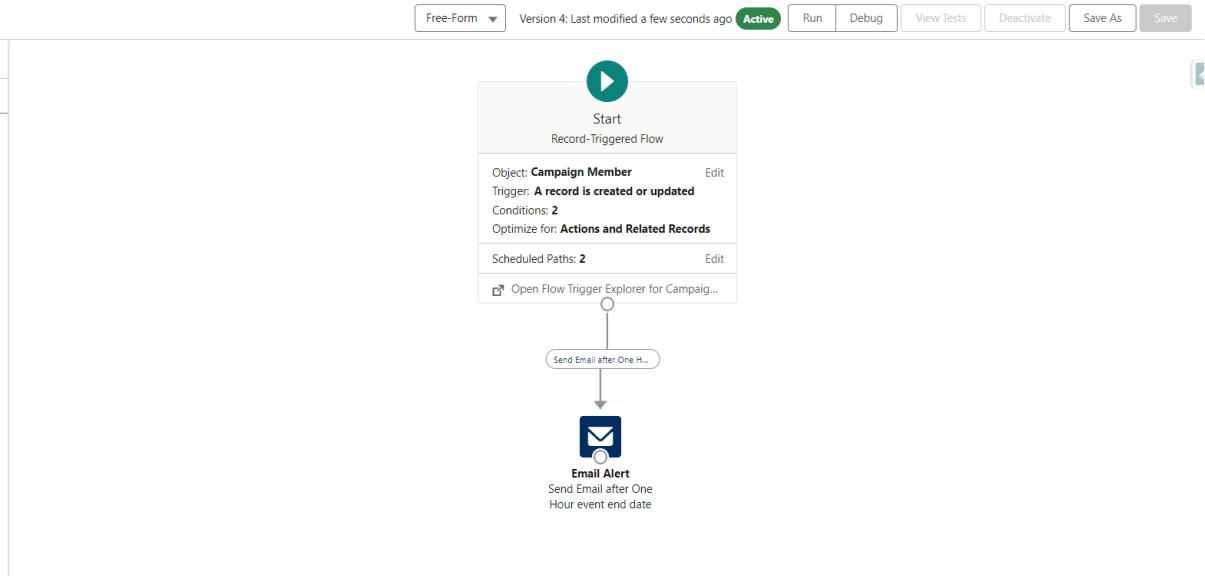 Free-Form Version 4: Last modified a few seconds ago Active Run Debug View Tests Deactivate Save As Save
Start
Record-Triggered Flow
Object: Campaign Member Edit
Trigger: A record is created or updated
Conditions: 2
Optimize for: Actions and Related Records
Scheduled Paths: 2 Edit
Open Flow Trigger Explorer for Campaig...
Send Email after One H...
Email Alert
Send Email after One
Hour event end date